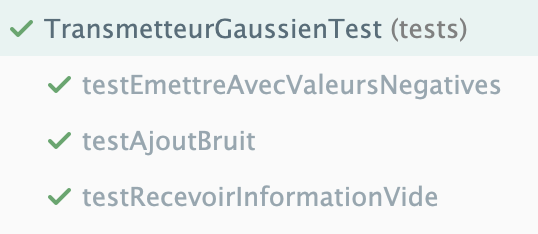 TransmetteurGaussienTest (tests)
testEmettreAvecValeursNegatives
testAjoutBruit
testRecevoirInformationVide